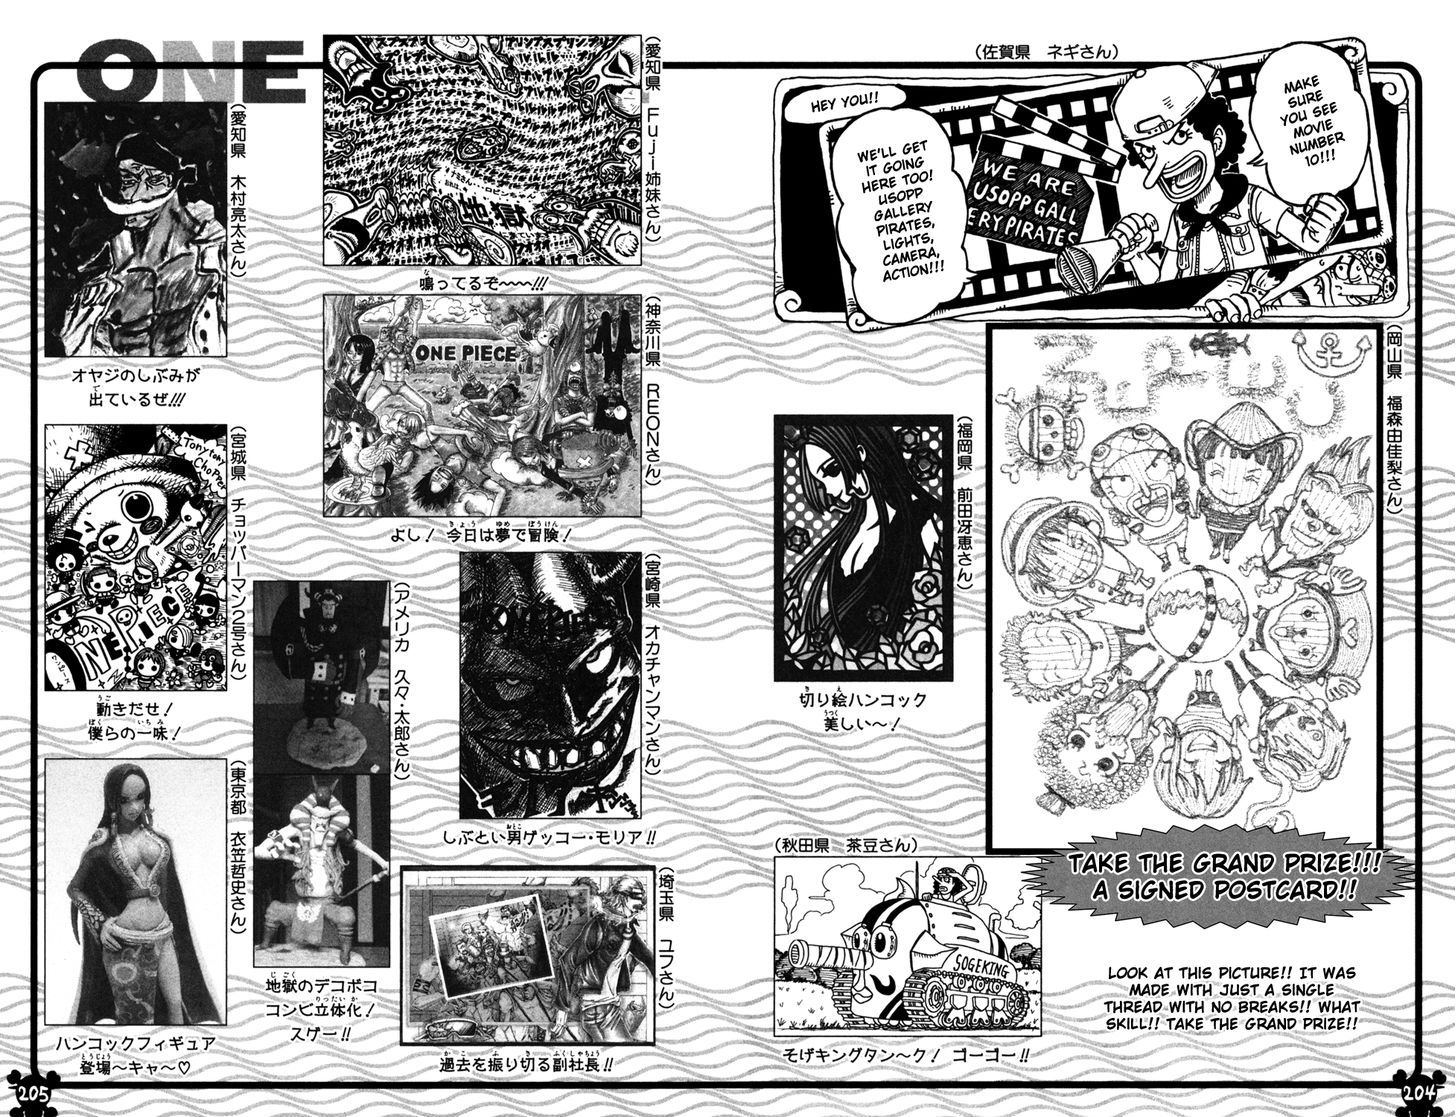 (佐賀県 ネギさん)
HEY YOU!!
MAKE
SURE
YOU SEE
MOVIE
NUMBER
10!!!
WE'LL GET
IT GOING
HERE TOO!
USOPP
GALLERY
PIRATES,
LIGHTS,
CAMERA,
ACTION!!!
WE ARE
USOPP GALL
ERY PIRATES
(岡山県 福森由佳梨さん)
TAKE THE GRAND PRIZE!!!
A SIGNED POSTCARD!!
LOOK AT THIS PICTURE!! IT WAS
MADE WITH JUST A SINGLE
THREAD WITH NO BREAKS!! WHAT
SKILL!! TAKE THE GRAND PRIZE!!
(福岡県 前田冴恵さん)
切り絵ハンコック
美しい〜!
(秋田県 茶豆さん)
SOGEKING
そげキングタン〜ク! ゴーゴー!!
204
ONE
(愛知県 Fuji姉妹さん)
地獄
鳴ってるぞ〜〜〜!!!
(神奈川県 REONさん)
ONE PIECE
よし! 今日は夢で冒険!
(宮崎県 オカチャンマンさん)
しぶとい男ゲッコー・モリア!!
(埼玉県 ユフさん)
過去を振り切る副社長!!
(愛知県 木村亮太さん)
オヤジのしぶみが
出ているぜ!!!
(宮城県 チョッパーマン2号さん)
Tony Tony
Chopper
ONE PIECE
動きだせ!
僕らの一味!
(アメリカ 久々・太郎さん)
地獄のデコボコ
コンビ立体化!
スゲー!!
(東京都 衣笠哲史さん)
ハンコックフィギュア
登場〜キャ〜♡
205